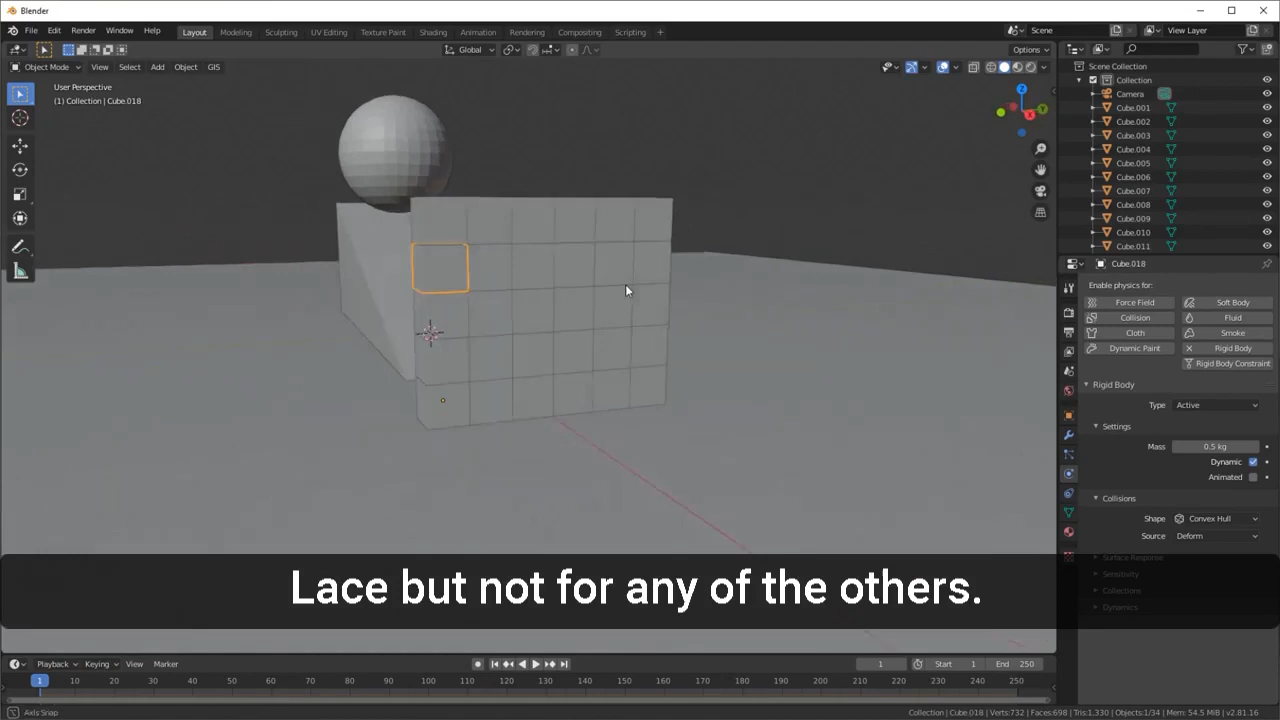 Blender
File Edit Render Window Help
Layout Modeling Sculpting UV Editing Texture Paint Shading Animation Rendering Compositing Scripting +
Scene
View Layer
Global
Options
Object Mode View Select Add Object GIS
User Perspective
(1) Collection | Cube.018
Z
Y
X
Scene Collection
Collection
Camera
Cube.001
Cube.002
Cube.003
Cube.004
Cube.005
Cube.006
Cube.007
Cube.008
Cube.009
Cube.010
Cube.011
Cube.018
Enable physics for:
Force Field Soft Body
Collision Fluid
Cloth Smoke
Dynamic Paint Rigid Body
Rigid Body Constraint
Rigid Body
Type Active
Settings
Mass 0.5 kg
Dynamic
Animated
Collisions
Shape Convex Hull
Source Deform
Surface Response
Sensitivity
Collections
Dynamics
Lace but not for any of the others.
Playback Keying View Marker
1 Start 1 End 250
1 10 20 30 40 50 60 70 80 90 100 110 120 130 140 150 160 170 180 190 200 210 220 230 240 250
Axis Snap
Collection | Cube.018 | Verts:732 | Faces:698 | Tris:1,330 | Objects:1/34 | Mem: 54.5 MiB | v2.81.16